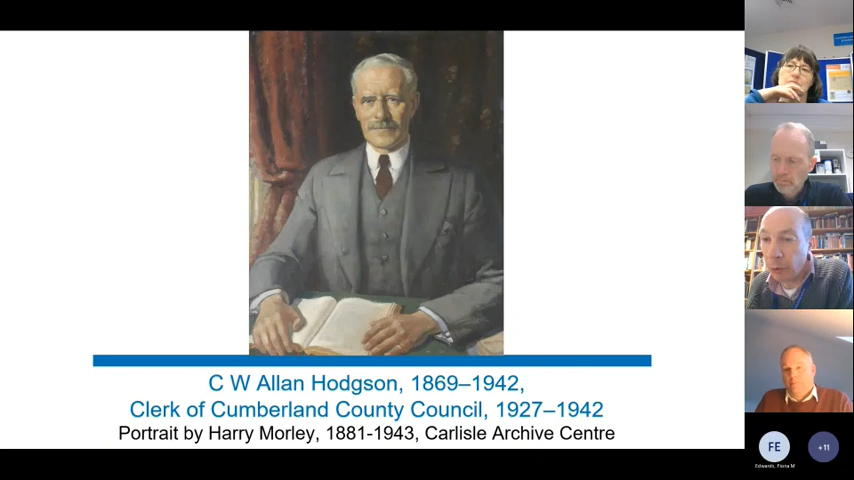 C W Allan Hodgson, 1869–1942,
Clerk of Cumberland County Council, 1927–1942
Portrait by Harry Morley, 1881-1943, Carlisle Archive Centre
FE
+11
Edwards, Fiona M